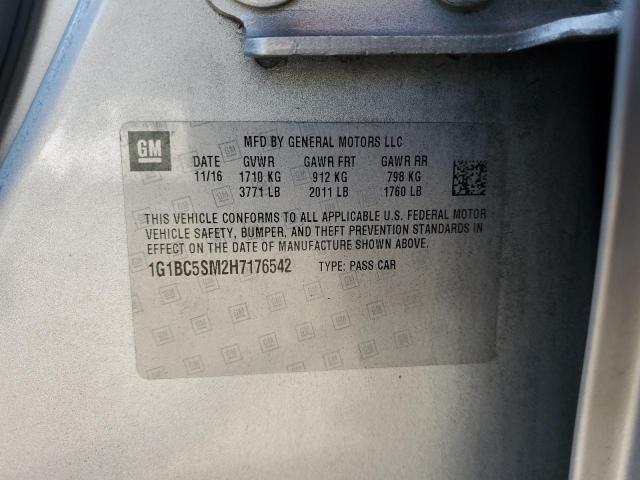 GM
MFD BY GENERAL MOTORS LLC
DATE GVWR GAWR FRT GAWR RR
11/16 1710 KG 912 KG 798 KG
3771 LB 2011 LB 1760 LB
THIS VEHICLE CONFORMS TO ALL APPLICABLE U.S. FEDERAL MOTOR
VEHICLE SAFETY, BUMPER, AND THEFT PREVENTION STANDARDS IN
EFFECT ON THE DATE OF MANUFACTURE SHOWN ABOVE.
1G1BC5SM2H7176542 TYPE: PASS CAR